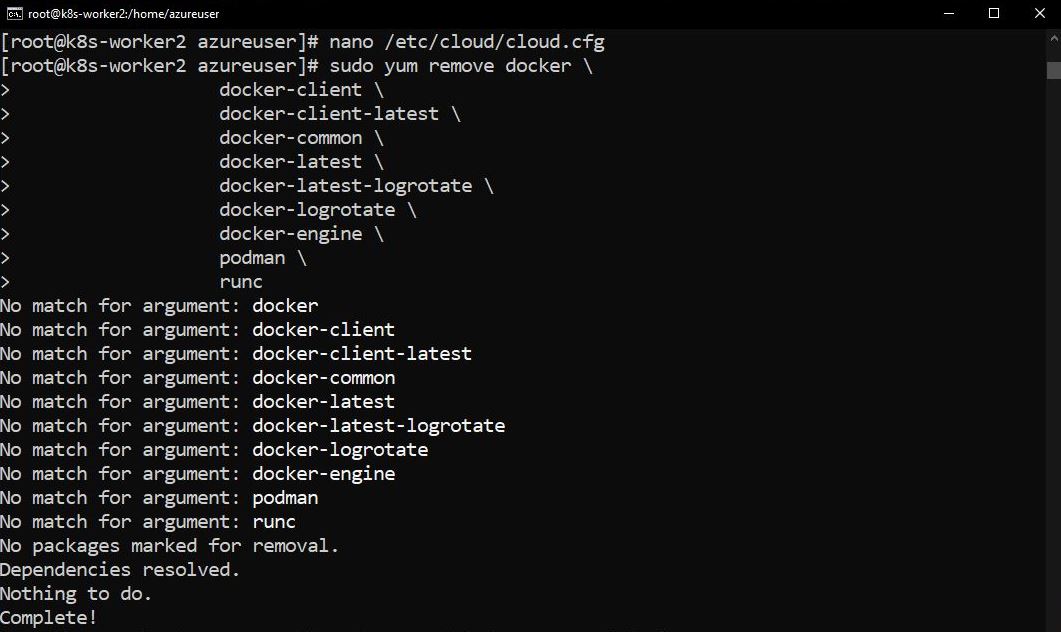 root@k8s-worker2:/home/azureuser
[root@k8s-worker2 azureuser]# nano /etc/cloud/cloud.cfg
[root@k8s-worker2 azureuser]# sudo yum remove docker \
>                   docker-client \
>                   docker-client-latest \
>                   docker-common \
>                   docker-latest \
>                   docker-latest-logrotate \
>                   docker-logrotate \
>                   docker-engine \
>                   podman \
>                   runc
No match for argument: docker
No match for argument: docker-client
No match for argument: docker-client-latest
No match for argument: docker-common
No match for argument: docker-latest
No match for argument: docker-latest-logrotate
No match for argument: docker-logrotate
No match for argument: docker-engine
No match for argument: podman
No match for argument: runc
No packages marked for removal.
Dependencies resolved.
Nothing to do.
Complete!